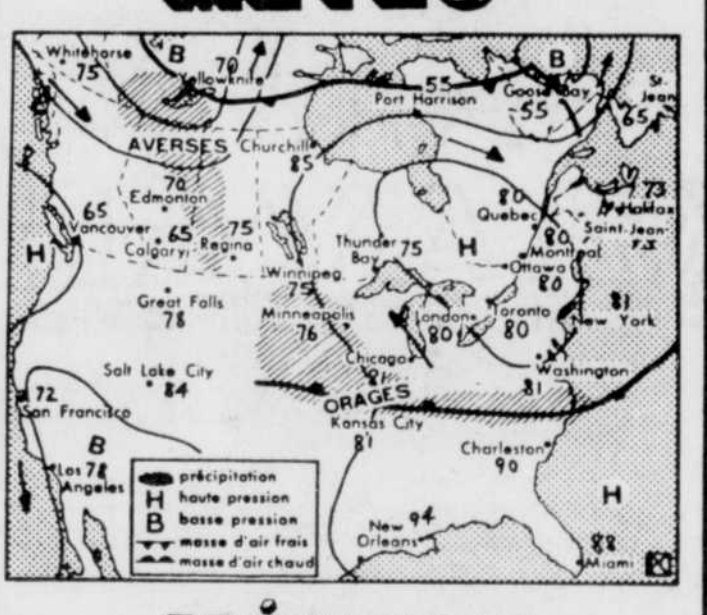 B
Whitehorse
75
70
Yellowknife
B
55
Port Harrison
Goose Bay
55
St-
Jean
65
AVERSES
Churchill
85
70
Edmonton
65
Vancouver
65
Calgary
75
Regina
H
80
Quebec
73
Halifax
Saint-Jean
Thunder
Bay
75
H
80
Montreal
Ottawa
80
Winnipeg
75
Great Falls
78
Minneapolis
76
London
80
Toronto
80
81
New York
Chicago
81
Washington
81
Salt Lake City
84
ORAGES
72
San Francisco
Kansas City
81
B
Los 78
Angeles
Charleston
90
précipitation
H haute pression
B basse pression
masse d'air frais
masse d'air chaud
H
New 94
Orleans
88
Miami